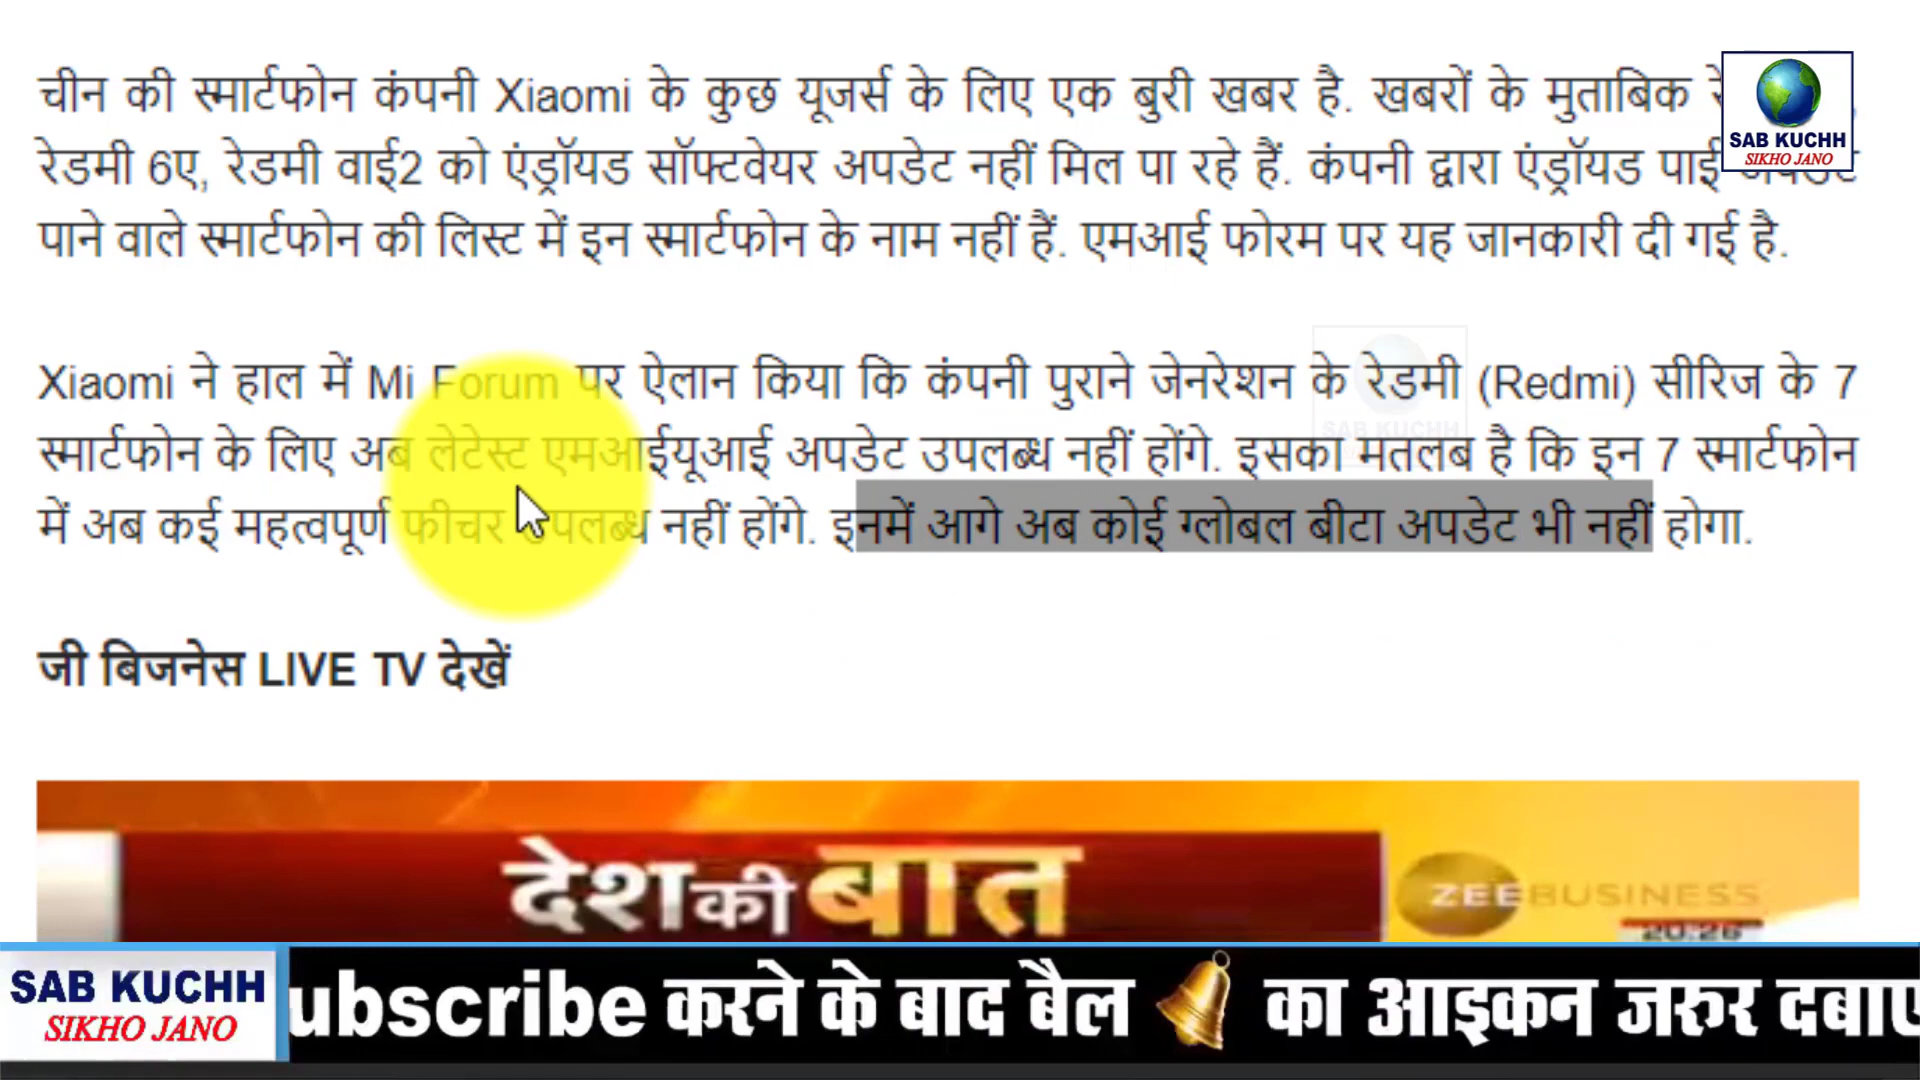 चीन की स्मार्टफोन कंपनी Xiaomi के कुछ यूजर्स के लिए एक बुरी खबर है. खबरों के मुताबिक
रेडमी 6ए, रेडमी वाई2 को एंड्रॉयड सॉफ्टवेयर अपडेट नहीं मिल पा रहे हैं. कंपनी द्वारा एंड्रॉयड पाई
पाने वाले स्मार्टफोन की लिस्ट में इन स्मार्टफोन के नाम नहीं हैं. एमआई फोरम पर यह जानकारी दी गई है.
SAB KUCHH
SIKHO JANO
Xiaomi ने हाल में Mi Forum पर ऐलान किया कि कंपनी पुराने जेनरेशन के रेडमी (Redmi) सीरिज के 7
स्मार्टफोन के लिए अब लेटेस्ट एमआईयूआई अपडेट उपलब्ध नहीं होंगे. इसका मतलब है कि इन 7 स्मार्टफोन
में अब कई महत्वपूर्ण फीचर उपलब्ध नहीं होंगे. इनमें आगे अब कोई ग्लोबल बीटा अपडेट भी नहीं होगा.
SAB KUCHH
जी बिजनेस LIVE TV देखें
देश की बात
ZEE BUSINESS
20:26
SAB KUCHH
SIKHO JANO
ubscribe करने के बाद बैल का आइकन जरुर दबाए